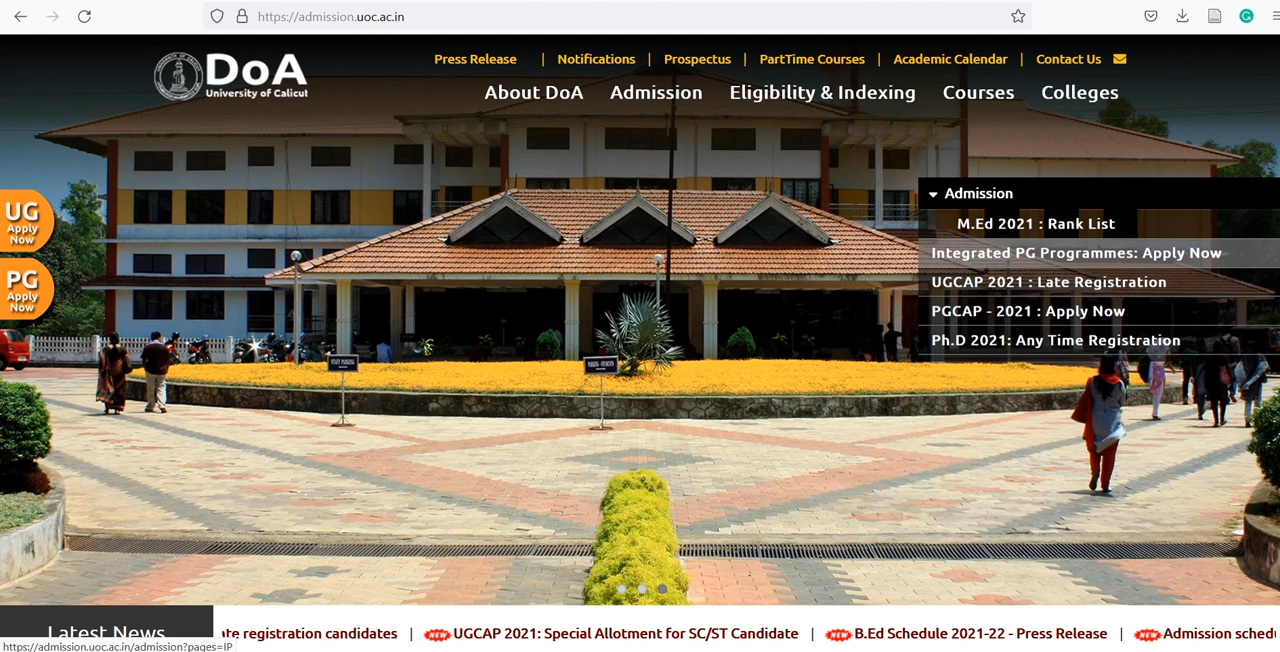 https://admission.uoc.ac.in
DoA
University of Calicut
Press Release | Notifications | Prospectus | PartTime Courses | Academic Calendar | Contact Us
About DoA Admission Eligibility & Indexing Courses Colleges
UG
Apply
Now
PG
Apply
Now
Admission
M.Ed 2021 : Rank List
Integrated PG Programmes: Apply Now
UGCAP 2021 : Late Registration
PGCAP - 2021 : Apply Now
Ph.D 2021: Any Time Registration
STAFF PARKING
Latest News
registration candidates | NEW UGCAP 2021: Special Allotment for SC/ST Candidate | NEW B.Ed Schedule 2021-22 - Press Release | NEW Admission
https://admission.uoc.ac.in/admission?pages=IP